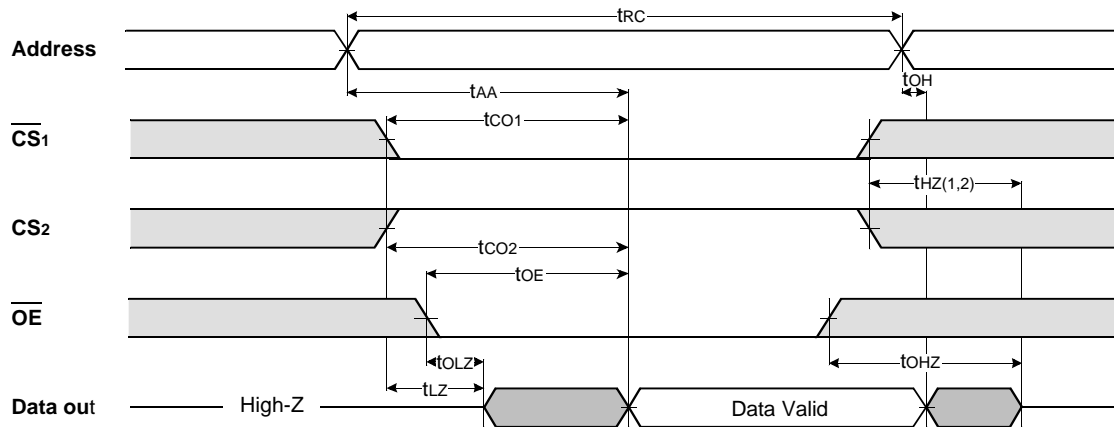 tRC
Address
tOH
tAA
tCO1
CS1
tHZ(1,2)
CS2
tCO2
tOE
OE
tOLZ
tOHZ
tLZ
Data out
High-Z
Data Valid